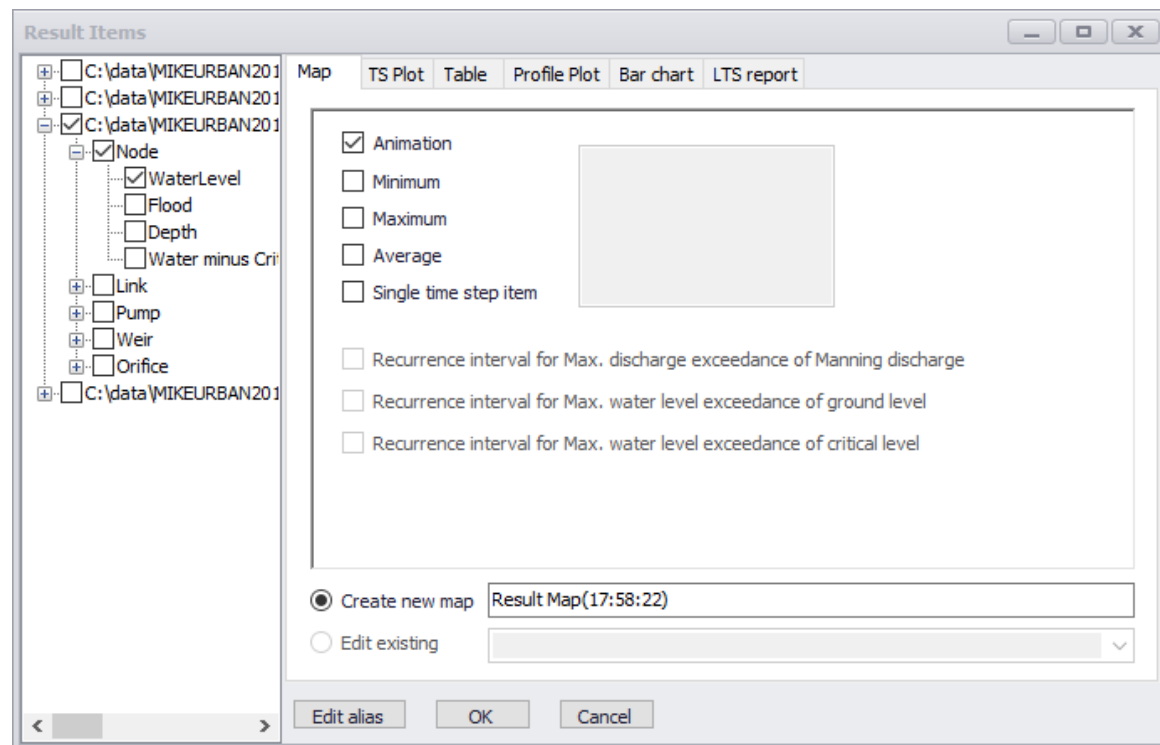 Result Items
C:\data\MIKEURBAN201
C:\data\MIKEURBAN201
C:\data\MIKEURBAN201
Node
WaterLevel
Flood
Depth
Water minus Cri
Link
Pump
Weir
Orifice
C:\data\MIKEURBAN201
Map TS Plot Table Profile Plot Bar chart LTS report
Animation
Minimum
Maximum
Average
Single time step item
Recurrence interval for Max. discharge exceedance of Manning discharge
Recurrence interval for Max. water level exceedance of ground level
Recurrence interval for Max. water level exceedance of critical level
Create new map Result Map(17:58:22)
Edit existing
Edit alias OK Cancel